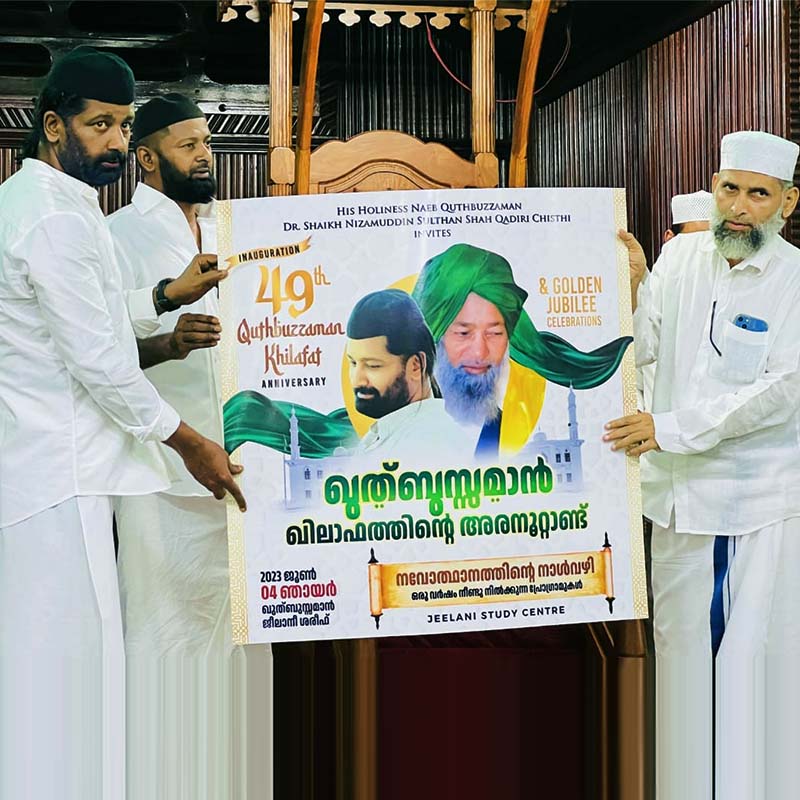 HIS HOLINESS NAEB QUTHBUZZAMAN
DR. SHAIKH NIZAMUDDIN SULTHAN SHAH QADIRI CHISTHI
INVITES
INAUGURATION
49th
Quthbuzzaman
Khilafat
ANNIVERSARY
& GOLDEN
JUBILEE
CELEBRATIONS
ഖുത്ബുസ്സമാൻ
ഖിലാഫത്തിന്റെ അരനൂറ്റാണ്ട്
2023 ജൂൺ
04 ഞായർ
ഖുത്ബുസ്സമാൻ
ജീലാനീ ശരീഫ്
നവോത്ഥാനത്തിന്റെ നാൾവഴി
ഒരു വർഷം നീണ്ടു നിൽക്കുന്ന പ്രോഗ്രാമുകൾ
JEELANI STUDY CENTRE